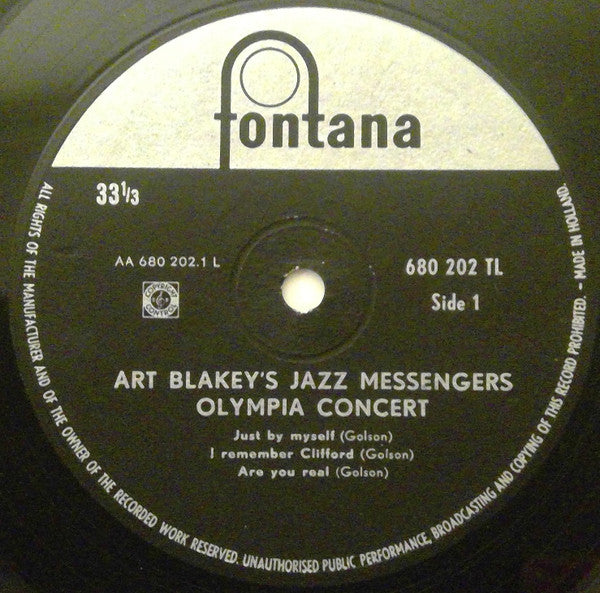 fontana
33⅓
AA 680 202.1 L
680 202 TL
COPYRIGHT
CONTROL
Side 1
ART BLAKEY'S JAZZ MESSENGERS
OLYMPIA CONCERT
Just by myself (Golson)
I remember Clifford (Golson)
Are you real (Golson)
ALL RIGHTS OF THE MANUFACTURER AND OF THE OWNER OF THE RECORDED WORK RESERVED. UNAUTHORISED PUBLIC PERFORMANCE, BROADCASTING AND COPYING OF THIS RECORD PROHIBITED. – MADE IN HOLLAND.